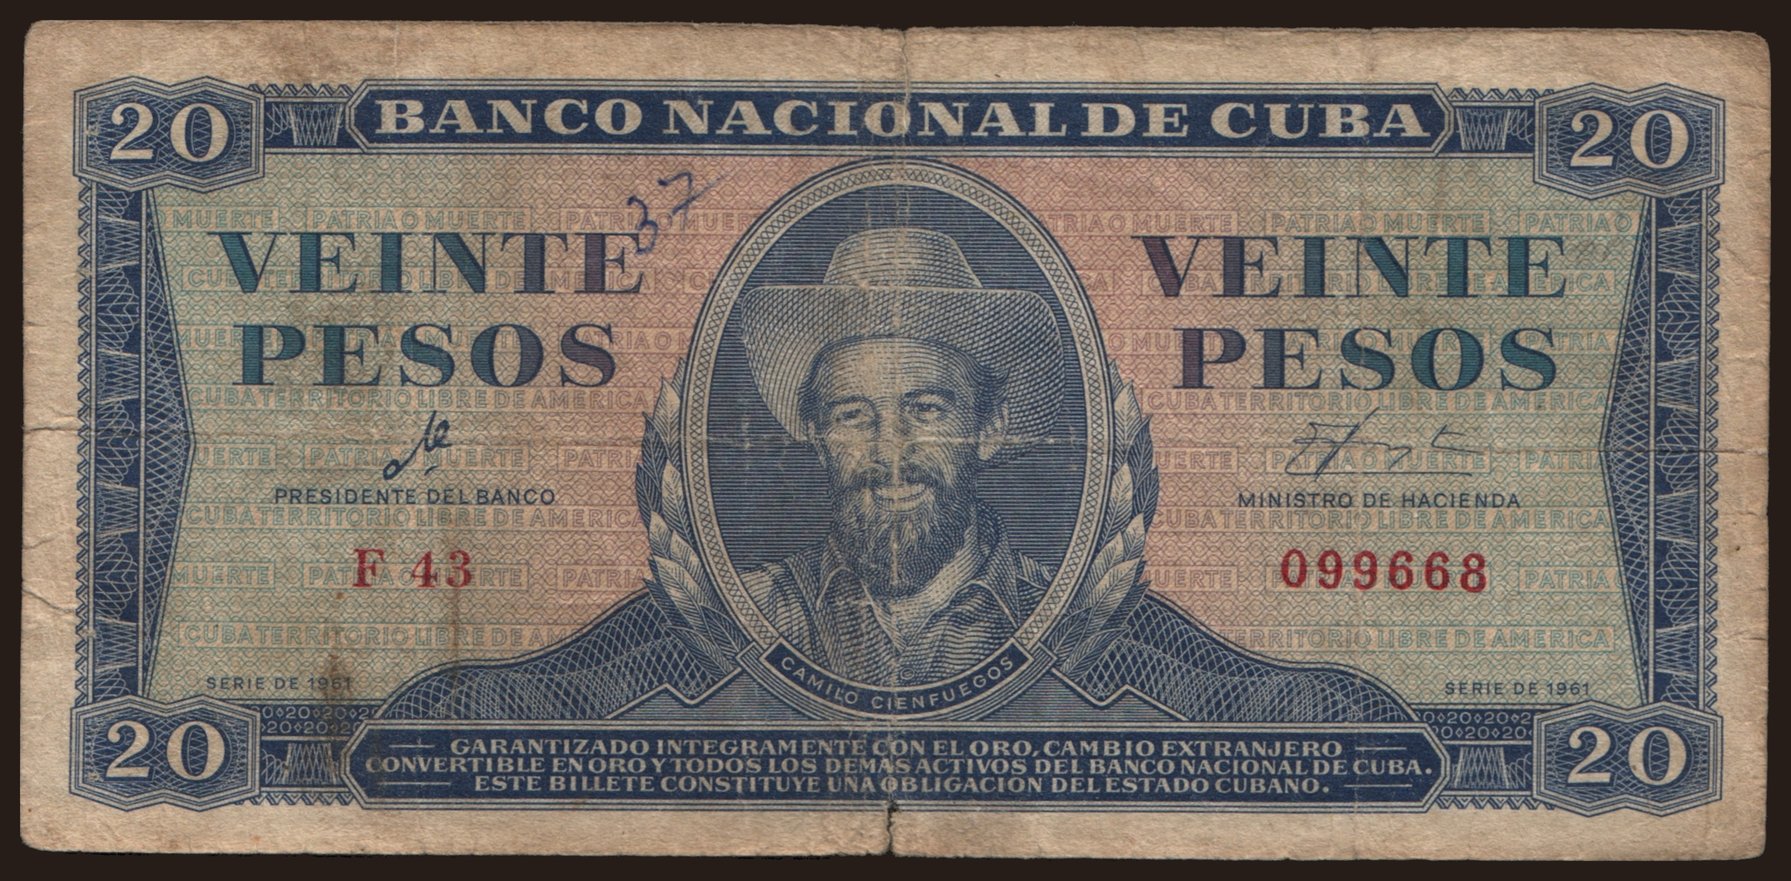 20 BANCO NACIONAL DE CUBA 20
37
VEINTE VEINTE
PESOS PESOS
Che
PRESIDENTE DEL BANCO MINISTRO DE HACIENDA
F 43 099668
PATRIA O MUERTE
CUBA TERRITORIO LIBRE DE AMERICA
CAMILO CIENFUEGOS
SERIE DE 1961 SERIE DE 1961
20 GARANTIZADO INTEGRAMENTE CON EL ORO, CAMBIO EXTRANJERO 20
CONVERTIBLE EN ORO Y TODOS LOS DEMAS ACTIVOS DEL BANCO NACIONAL DE CUBA.
ESTE BILLETE CONSTITUYE UNA OBLIGACION DEL ESTADO CUBANO.